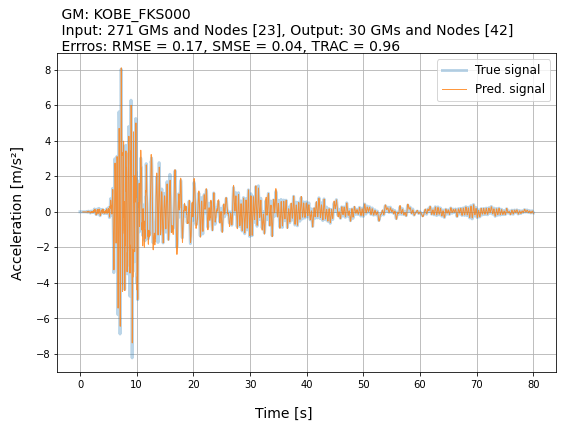 GM: KOBE_FKS000
Input: 271 GMs and Nodes [23], Output: 30 GMs and Nodes [42]
Errros: RMSE = 0.17, SMSE = 0.04, TRAC = 0.96
True signal
Pred. signal
8
6
4
2
0
−2
−4
−6
−8
Acceleration [m/s²]
0 10 20 30 40 50 60 70 80
Time [s]